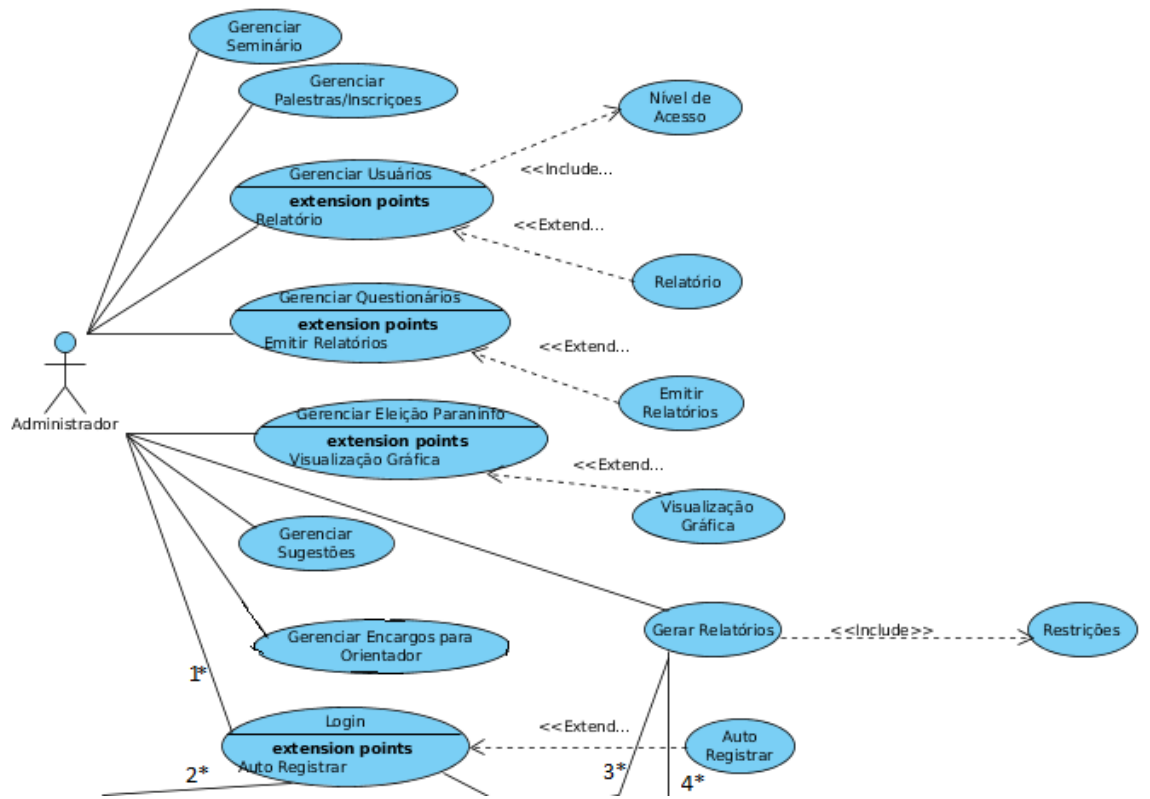 Gerenciar
Seminário
Gerenciar
Palestras/Inscriçoes
Nível de
Acesso
<<Include...
Gerenciar Usuários
extension points
Relatório
<<Extend...
Relatório
Gerenciar Questionários
extension points
Emitir Relatórios
<<Extend...
Emitir
Relatórios
Administrador
Gerenciar Eleição Paraninfo
extension points
Visualização Gráfica
<<Extend...
Visualização
Gráfica
Gerenciar
Sugestões
Gerar Relatórios
<<Include>>
Restrições
Gerenciar Encargos para
Orientador
1*
Login
extension points
Auto Registrar
<<Extend...
Auto
Registrar
2*
3*
4*